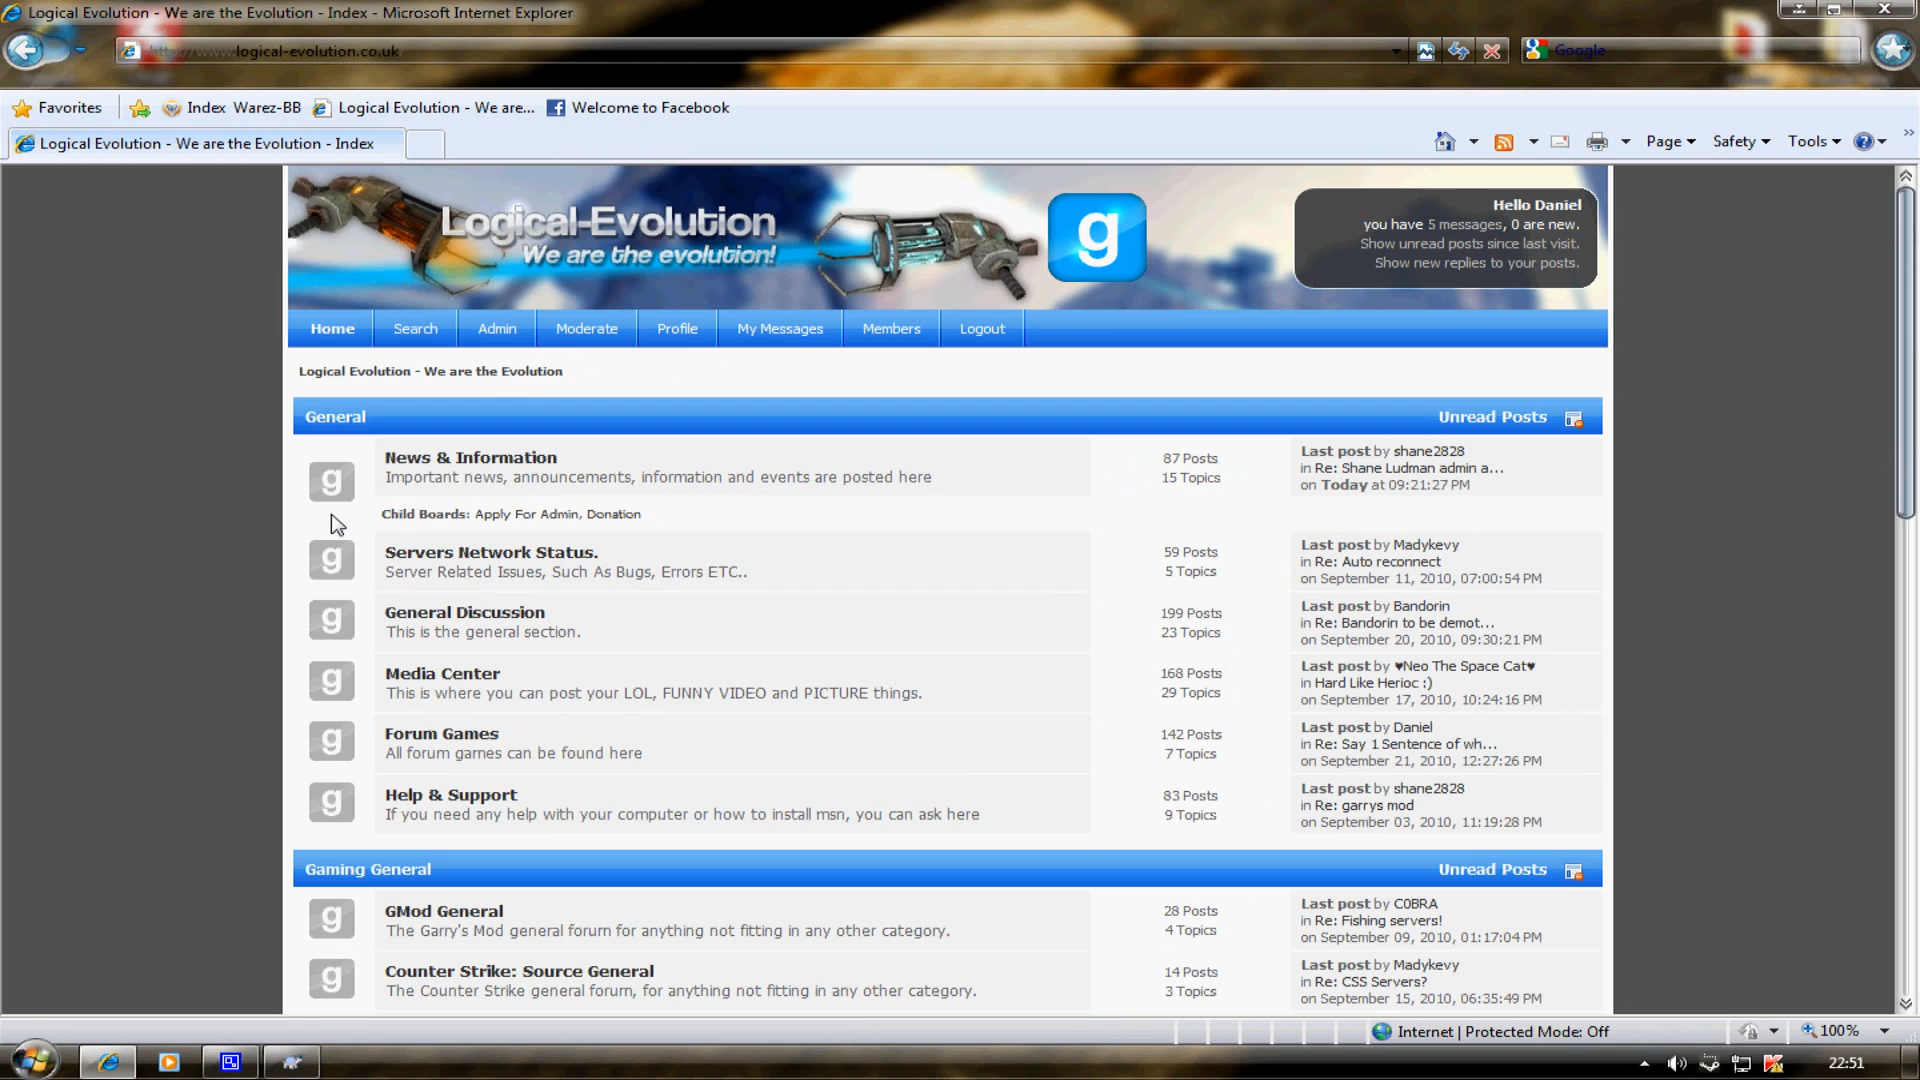 Logical Evolution - We are the Evolution - Index - Microsoft Internet Explorer
http://www.logical-evolution.co.uk
Google
Favorites
Index Warez-BB
Logical Evolution - We are...
Welcome to Facebook
Logical Evolution - We are the Evolution - Index
Page
Safety
Tools
Logical-Evolution
We are the evolution!
g
Hello Daniel
you have 5 messages, 0 are new.
Show unread posts since last visit.
Show new replies to your posts.
Home
Search
Admin
Moderate
Profile
My Messages
Members
Logout
Logical Evolution - We are the Evolution
General
Unread Posts
g
News & Information
Important news, announcements, information and events are posted here
87 Posts
15 Topics
Last post by shane2828
in Re: Shane Ludman admin a...
on Today at 09:21:27 PM
Child Boards: Apply For Admin, Donation
g
Servers Network Status.
Server Related Issues, Such As Bugs, Errors ETC..
59 Posts
5 Topics
Last post by Madykevy
in Re: Auto reconnect
on September 11, 2010, 07:00:54 PM
g
General Discussion
This is the general section.
199 Posts
23 Topics
Last post by Bandorin
in Re: Bandorin to be demot...
on September 20, 2010, 09:30:21 PM
g
Media Center
This is where you can post your LOL, FUNNY VIDEO and PICTURE things.
168 Posts
29 Topics
Last post by ♥Neo The Space Cat♥
in Hard Like Herioc :)
on September 17, 2010, 10:24:16 PM
g
Forum Games
All forum games can be found here
142 Posts
7 Topics
Last post by Daniel
in Re: Say 1 Sentence of wh...
on September 21, 2010, 12:27:26 PM
g
Help & Support
If you need any help with your computer or how to install msn, you can ask here
83 Posts
9 Topics
Last post by shane2828
in Re: garrys mod
on September 03, 2010, 11:19:28 PM
Gaming General
Unread Posts
g
GMod General
The Garry's Mod general forum for anything not fitting in any other category.
28 Posts
4 Topics
Last post by C0BRA
in Re: Fishing servers!
on September 09, 2010, 01:17:04 PM
g
Counter Strike: Source General
The Counter Strike general forum, for anything not fitting in any other category.
14 Posts
3 Topics
Last post by Madykevy
in Re: CSS Servers?
on September 15, 2010, 06:35:49 PM
Internet | Protected Mode: Off
100%
22:51